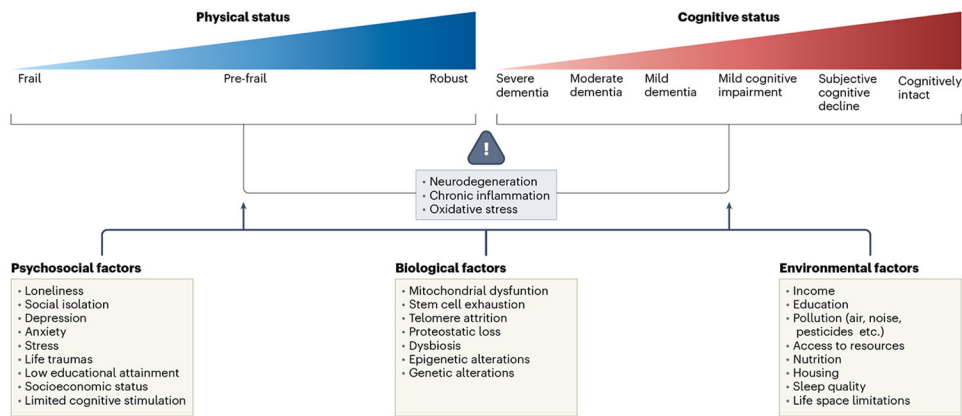 Physical status
Frail
Pre-frail
Robust
Cognitive status
Severe
dementia
Moderate
dementia
Mild
dementia
Mild cognitive
impairment
Subjective
cognitive
decline
Cognitively
intact
!
• Neurodegeneration
• Chronic inflammation
• Oxidative stress
Psychosocial factors
• Loneliness
• Social isolation
• Depression
• Anxiety
• Stress
• Life traumas
• Low educational attainment
• Socioeconomic status
• Limited cognitive stimulation
Biological factors
• Mitochondrial dysfuntion
• Stem cell exhaustion
• Telomere attrition
• Proteostatic loss
• Dysbiosis
• Epigenetic alterations
• Genetic alterations
Environmental factors
• Income
• Education
• Pollution (air, noise,
pesticides etc.)
• Access to resources
• Nutrition
• Housing
• Sleep quality
• Life space limitations